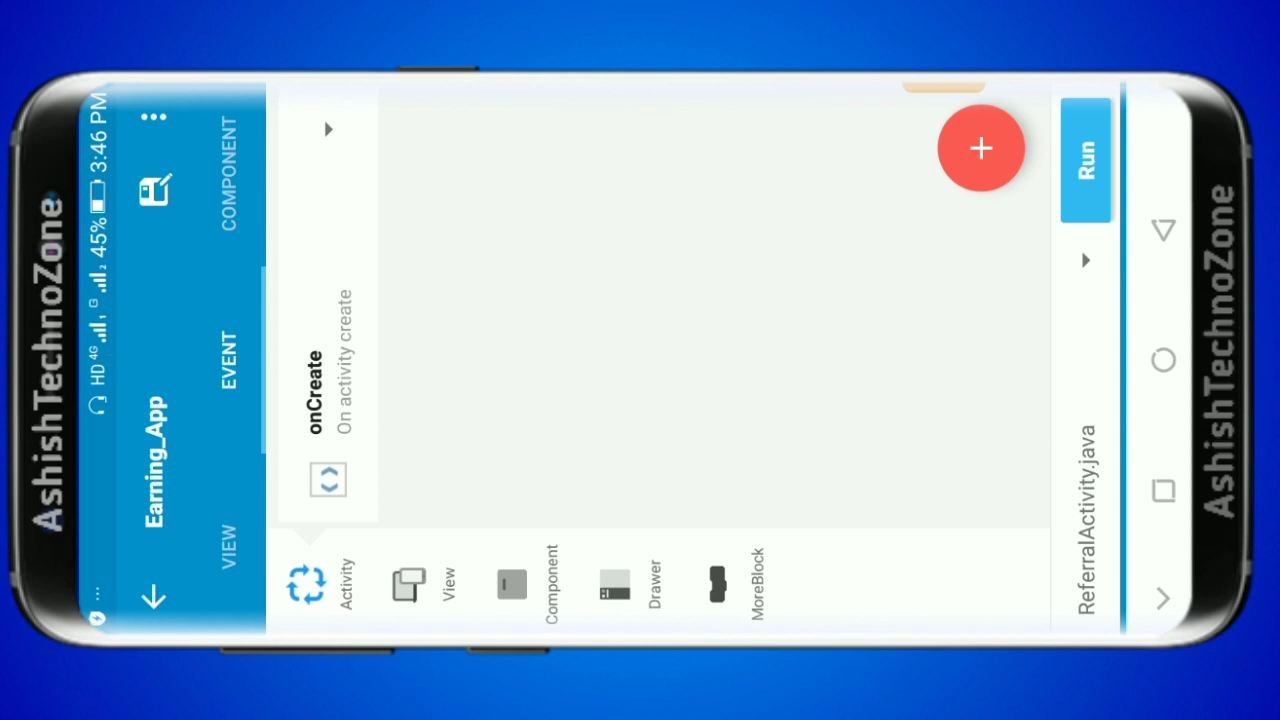 AshishTechnoZone
... HD 4G G 2 45% 3:46 PM
Earning_App
VIEW EVENT COMPONENT
Activity
onCreate
On activity create
View
Component
Drawer
MoreBlock
+
ReferralActivity.java Run
AshishTechnoZone